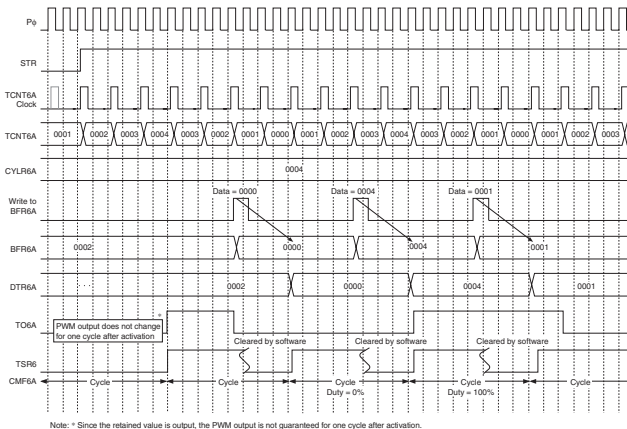 Pϕ
STR
TCNT6A
Clock
TCNT6A 0001 0002 0003 0004 0003 0002 0001 0000 0001 0002 0003 0004 0003 0002 0001 0000 0001 0002 0003
CYLR6A 0004
Data = 0000 Data = 0004 Data = 0001
Write to
BFR6A
BFR6A 0002 0000 0004 0001
DTR6A 0002 0000 0004 0001
*
TO6A PWM output does not change
for one cycle after activation
Cleared by software Cleared by software Cleared by software
TSR6
CMF6A Cycle Cycle Cycle Cycle Cycle
Duty = 0% Duty = 100%
Note: * Since the retained value is output, the PWM output is not guaranteed for one cycle after activation.